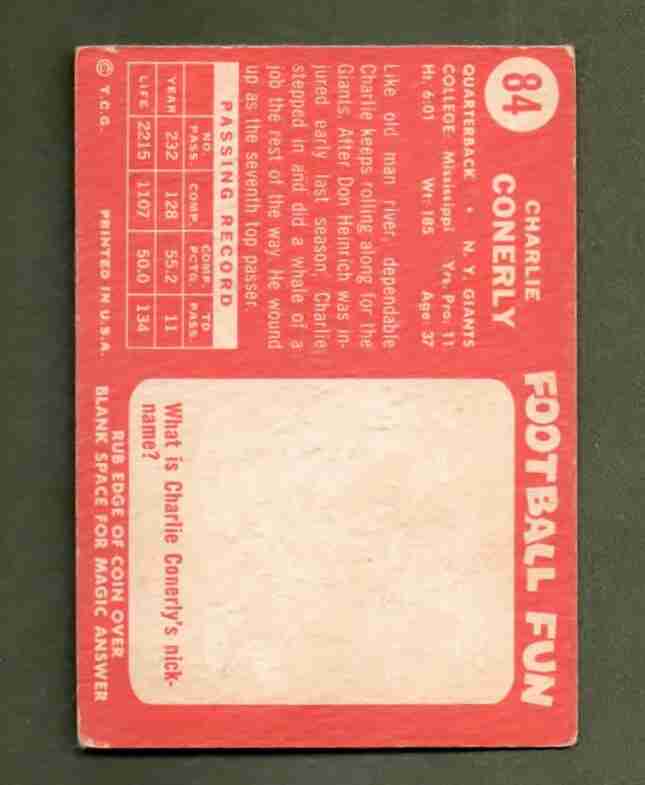 84
CHARLIE
CONERLY
QUARTERBACK • N. Y. GIANTS
COLLEGE: Mississippi Yrs. Pro: 11
Ht: 6:01 Wt: 185 Age 37
Like old man river, dependable
Charlie keeps rolling along for the
Giants. After Don Heinrich was in-
jured early last season, Charlie
stepped in and did a whale of a
job the rest of the way. He wound
up as the seventh top passer.
PASSING RECORD
NO. PASS COMP. COMP. PCTG. TD PASS.
YEAR 232 128 55.2 11
LIFE 2215 1107 50.0 134
© T.C.G. PRINTED IN U.S.A.
FOOTBALL FUN
What is Charlie Conerly's nick-
name?
RUB EDGE OF COIN OVER
BLANK SPACE FOR MAGIC ANSWER